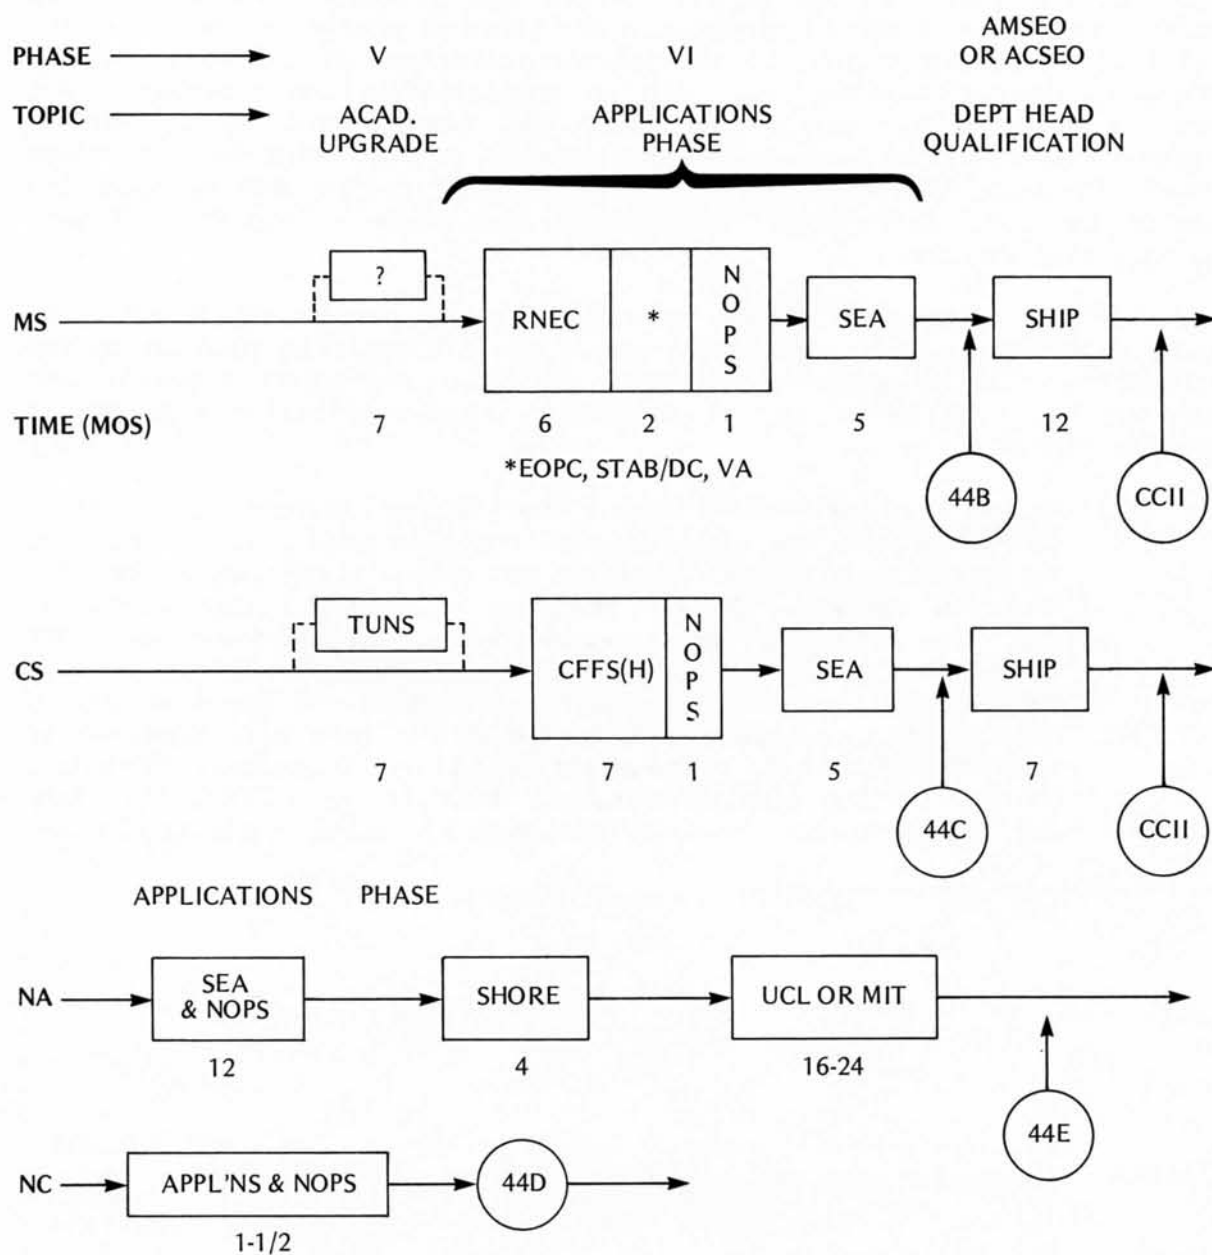 AMSEO
PHASE V VI OR ACSEO
TOPIC ACAD. APPLICATIONS DEPT HEAD
UPGRADE PHASE QUALIFICATION
?
MS RNEC * NOPS SEA SHIP
TIME (MOS) 7 6 2 1 5 12
*EOPC, STAB/DC, VA
44B CCII
TUNS
CS CFFS(H) NOPS SEA SHIP
7 7 1 5 7
44C CCII
APPLICATIONS PHASE
NA SEA & NOPS SHORE UCL OR MIT
12 4 16-24
44E
NC APPL'NS & NOPS 44D
1-1/2